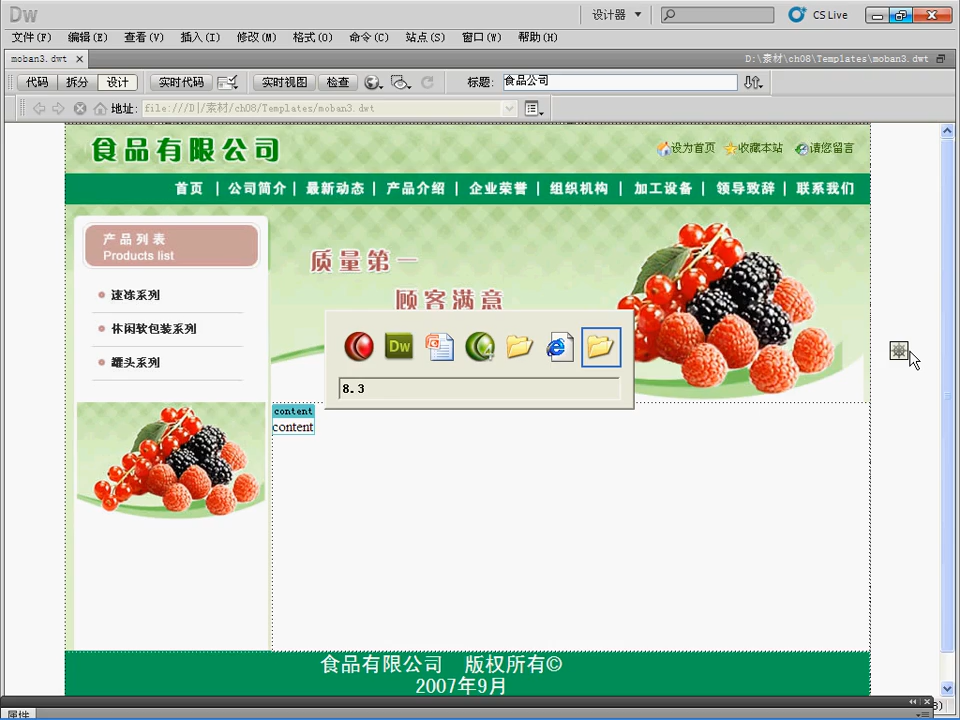 Dw
设计器
CS Live
文件(F) 编辑(E) 查看(V) 插入(I) 修改(M) 格式(O) 命令(C) 站点(S) 窗口(W) 帮助(H)
moban3.dwt
D:\素材\ch08\Templates\moban3.dwt
代码 拆分 设计 实时代码 实时视图 检查 标题: 食品公司
地址: file:///D|/素材/ch08/Templates/moban3.dwt
食品有限公司
设为首页 收藏本站 请您留言
首页 | 公司简介 | 最新动态 | 产品介绍 | 企业荣誉 | 组织机构 | 加工设备 | 领导致辞 | 联系我们
产品列表
Products list
质量第一
顾客满意
速冻系列
休闲软包装系列
罐头系列
Dw
8.3
content
content
食品有限公司 版权所有©
2007年9月
属性